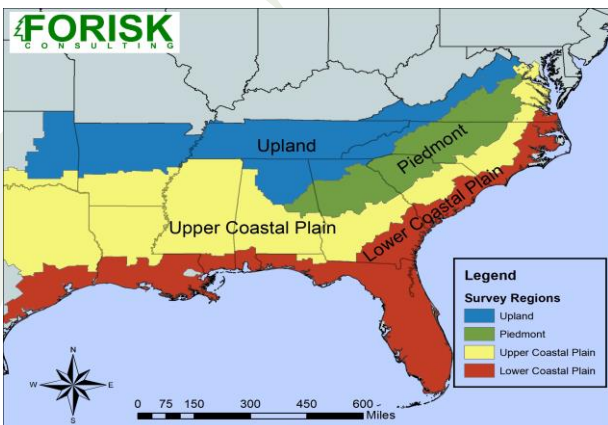 FORISK
CONSULTING
Upland
Piedmont
Upper Coastal Plain
Lower Coastal Plain
Legend
Survey Regions
Upland
Piedmont
Upper Coastal Plain
Lower Coastal Plain
N
W
E
S
0 75 150 300 450 600
Miles